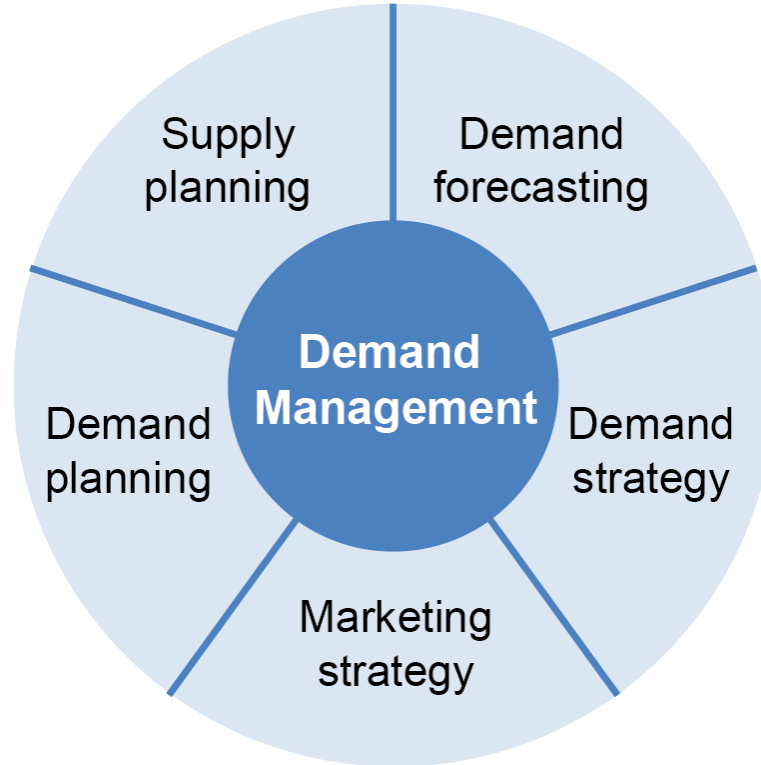 Supply
planning
Demand
forecasting
Demand
Management
Demand
planning
Demand
strategy
Marketing
strategy